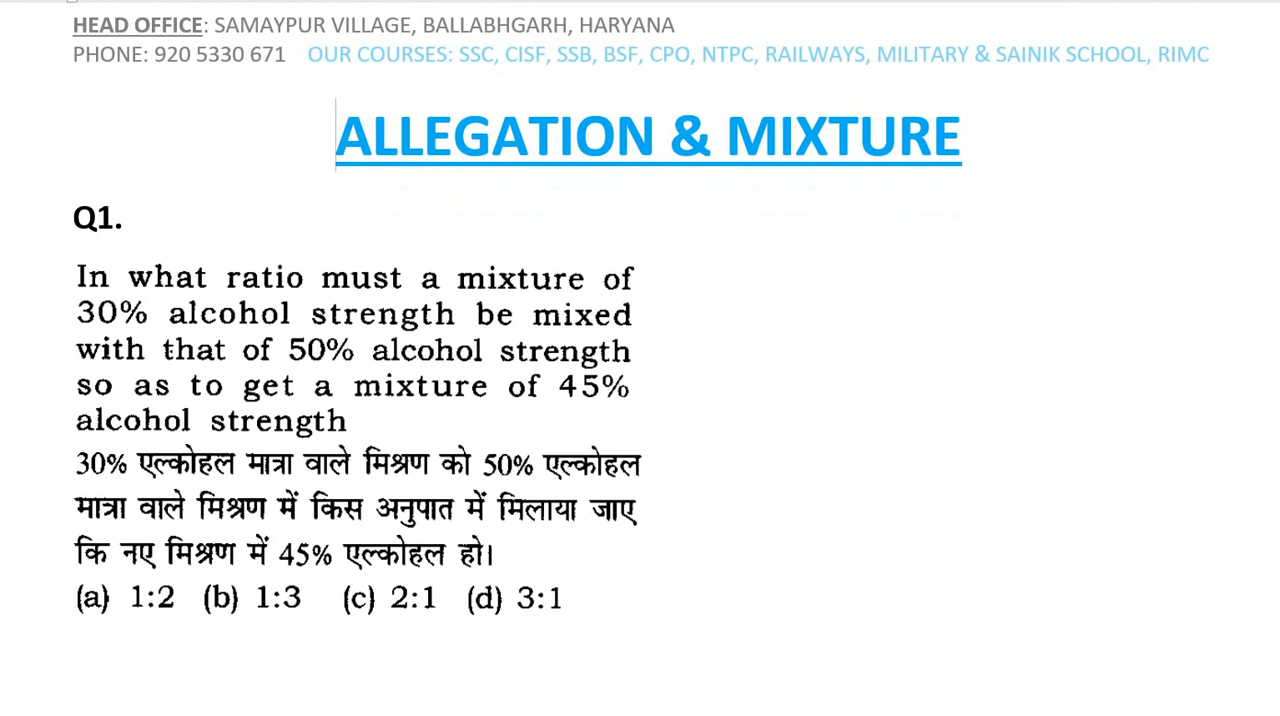 HEAD OFFICE: SAMAYPUR VILLAGE, BALLABHGARH, HARYANA
PHONE: 920 5330 671 OUR COURSES: SSC, CISF, SSB, BSF, CPO, NTPC, RAILWAYS, MILITARY & SAINIK SCHOOL, RIMC
ALLEGATION & MIXTURE
Q1.
In what ratio must a mixture of
30% alcohol strength be mixed
with that of 50% alcohol strength
so as to get a mixture of 45%
alcohol strength
30% एल्कोहल मात्रा वाले मिश्रण को 50% एल्कोहल
मात्रा वाले मिश्रण में किस अनुपात में मिलाया जाए
कि नए मिश्रण में 45% एल्कोहल हो।
(a) 1:2 (b) 1:3 (c) 2:1 (d) 3:1